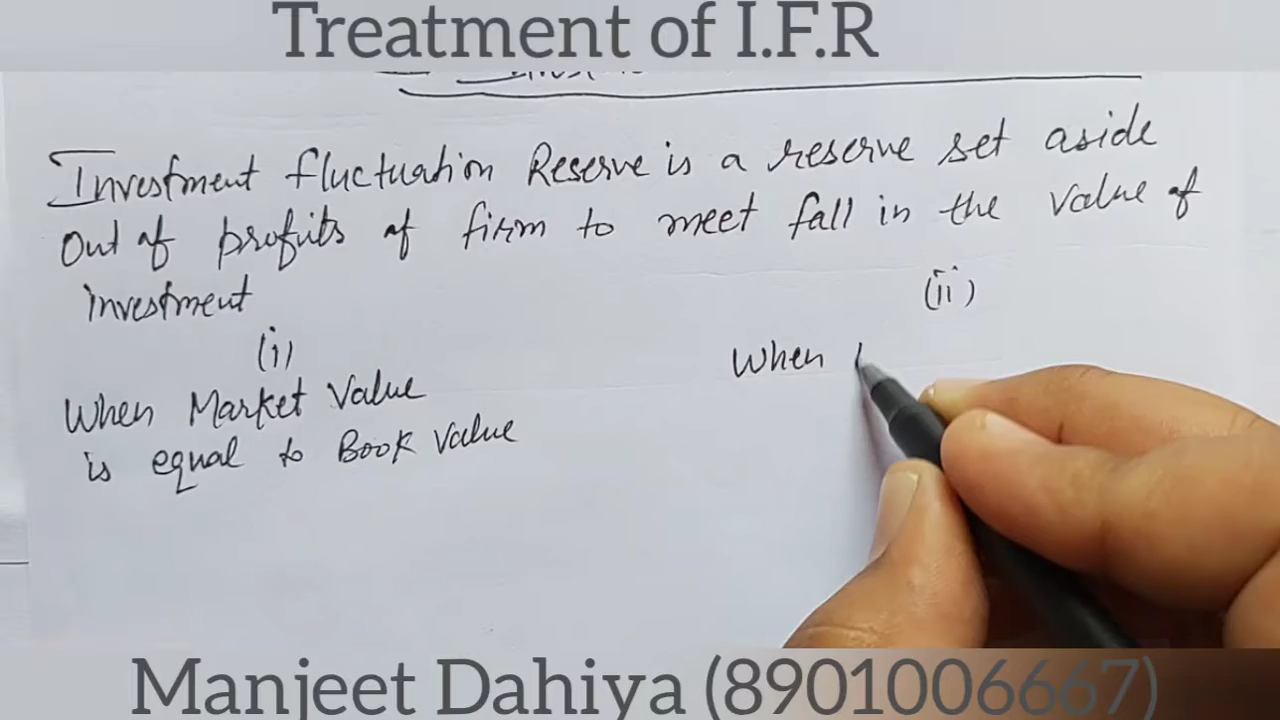 Treatment of I.F.R
Investment fluctuation Reserve is a reserve set aside
Out of profits of firm to meet fall in the value of
investment
(i)
When Market Value
is equal to Book Value
(ii)
When
Manjeet Dahiya (8901006667)